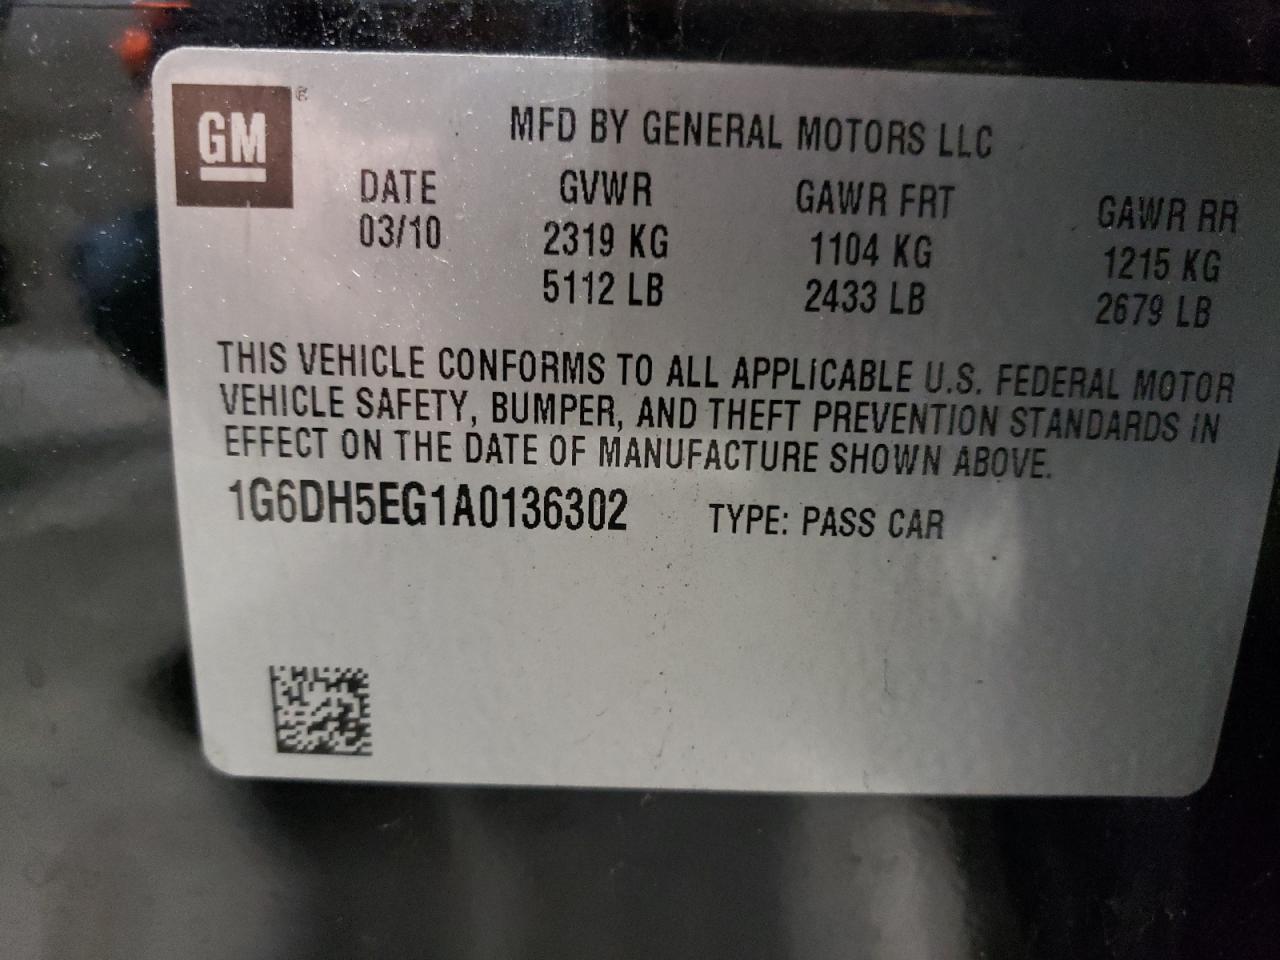 GM ®
MFD BY GENERAL MOTORS LLC
DATE GVWR GAWR FRT GAWR RR
03/10 2319 KG 1104 KG 1215 KG
5112 LB 2433 LB 2679 LB
THIS VEHICLE CONFORMS TO ALL APPLICABLE U.S. FEDERAL MOTOR
VEHICLE SAFETY, BUMPER, AND THEFT PREVENTION STANDARDS IN
EFFECT ON THE DATE OF MANUFACTURE SHOWN ABOVE.
1G6DH5EG1A0136302 TYPE: PASS CAR